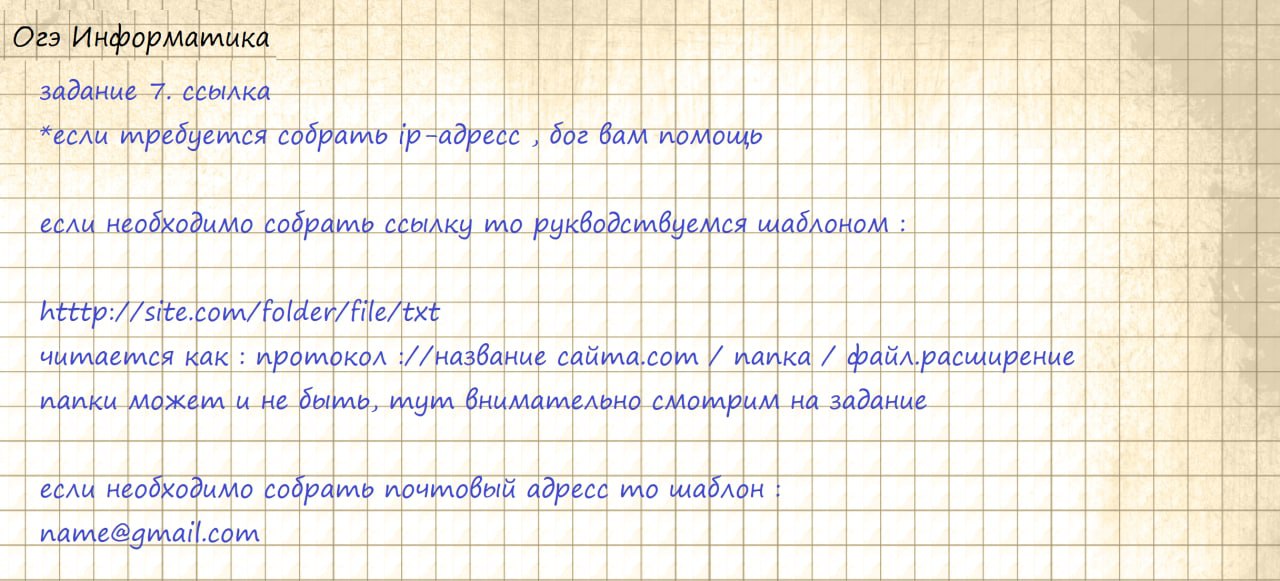 Огэ Информатика
задание 7. ссылка
*если требуется собрать ip-адресс , бог вам помощь
если необходимо собрать ссылку то рукводствуемся шаблоном :
htttp://site.com/folder/file/txt
читается как : протокол ://название сайта.com / папка / файл.расширение
папки может и не быть, тут внимательно смотрим на задание
если необходимо собрать почтовый адресс то шаблон :
name@gmail.com